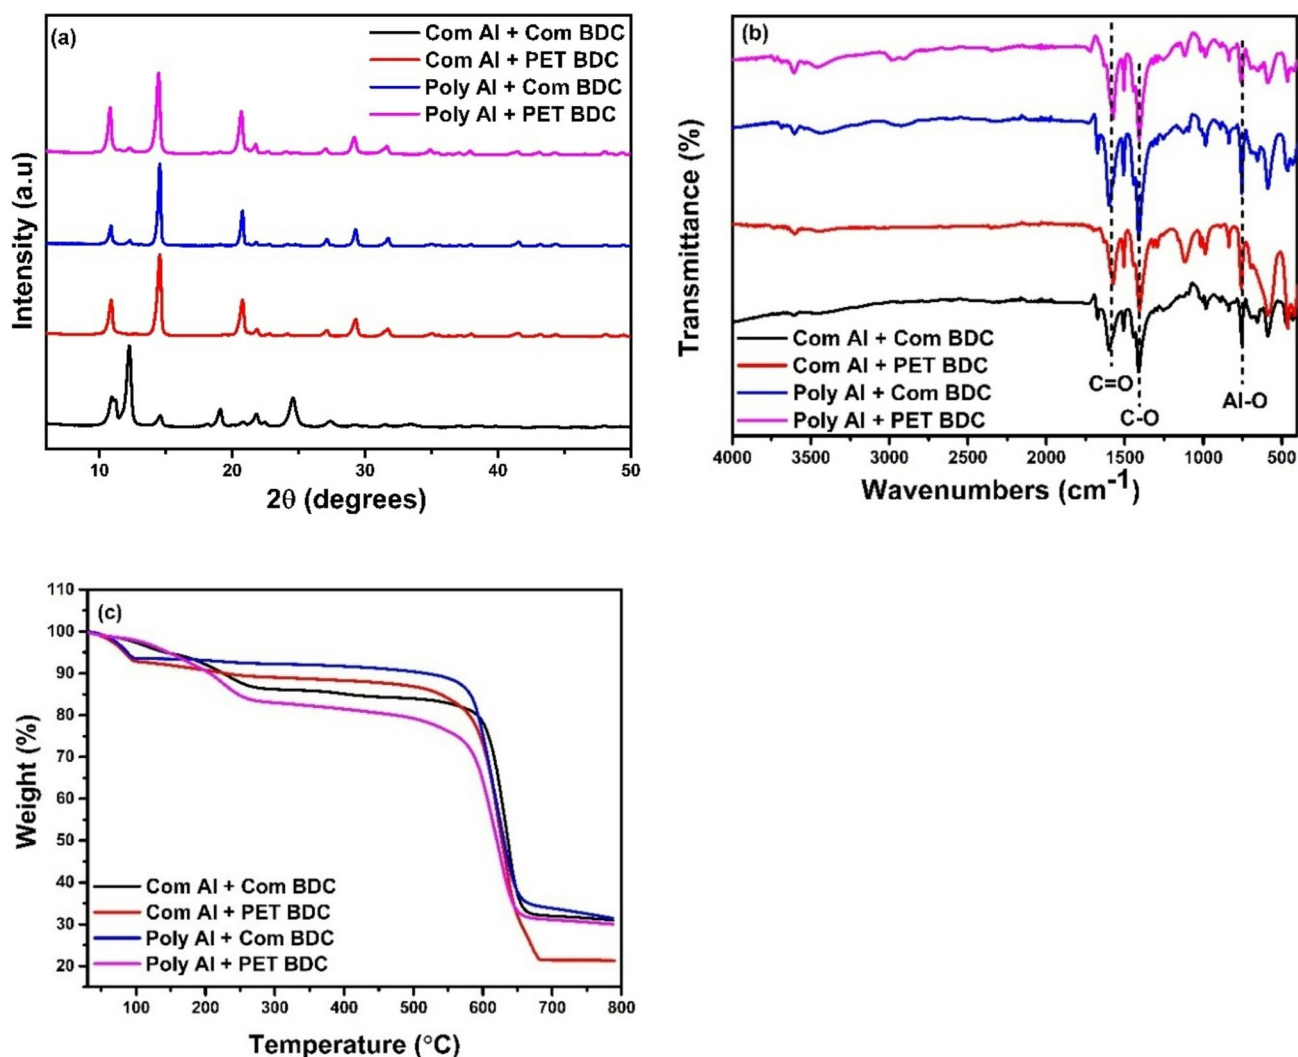 (a)
Com Al + Com BDC
Com Al + PET BDC
Poly Al + Com BDC
Poly Al + PET BDC
Intensity (a.u)
10 20 30 40 50
2θ (degrees)
(b)
Transmittance (%)
Com Al + Com BDC
Com Al + PET BDC
Poly Al + Com BDC
Poly Al + PET BDC
C=O
C-O
Al-O
4000 3500 3000 2500 2000 1500 1000 500
Wavenumbers (cm⁻¹)
(c)
110
100
90
80
70
60
50
40
30
20
Weight (%)
Com Al + Com BDC
Com Al + PET BDC
Poly Al + Com BDC
Poly Al + PET BDC
100 200 300 400 500 600 700 800
Temperature (°C)